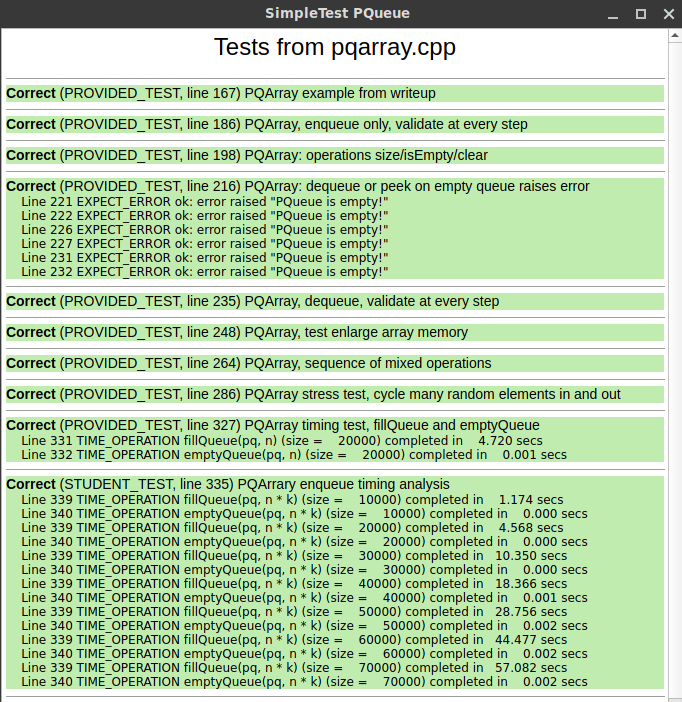 SimpleTest PQueue
Tests from pqarray.cpp
Correct (PROVIDED_TEST, line 167) PQArray example from writeup
Correct (PROVIDED_TEST, line 186) PQArray, enqueue only, validate at every step
Correct (PROVIDED_TEST, line 198) PQArray: operations size/isEmpty/clear
Correct (PROVIDED_TEST, line 216) PQArray: dequeue or peek on empty queue raises error
Line 221 EXPECT_ERROR ok: error raised "PQueue is empty!"
Line 222 EXPECT_ERROR ok: error raised "PQueue is empty!"
Line 226 EXPECT_ERROR ok: error raised "PQueue is empty!"
Line 227 EXPECT_ERROR ok: error raised "PQueue is empty!"
Line 231 EXPECT_ERROR ok: error raised "PQueue is empty!"
Line 232 EXPECT_ERROR ok: error raised "PQueue is empty!"
Correct (PROVIDED_TEST, line 235) PQArray, dequeue, validate at every step
Correct (PROVIDED_TEST, line 248) PQArray, test enlarge array memory
Correct (PROVIDED_TEST, line 264) PQArray, sequence of mixed operations
Correct (PROVIDED_TEST, line 286) PQArray stress test, cycle many random elements in and out
Correct (PROVIDED_TEST, line 327) PQArray timing test, fillQueue and emptyQueue
Line 331 TIME_OPERATION fillQueue(pq, n) (size = 20000) completed in 4.720 secs
Line 332 TIME_OPERATION emptyQueue(pq, n) (size = 20000) completed in 0.001 secs
Correct (STUDENT_TEST, line 335) PQArrary enqueue timing analysis
Line 339 TIME_OPERATION fillQueue(pq, n * k) (size = 10000) completed in 1.174 secs
Line 340 TIME_OPERATION emptyQueue(pq, n * k) (size = 10000) completed in 0.000 secs
Line 339 TIME_OPERATION fillQueue(pq, n * k) (size = 20000) completed in 4.568 secs
Line 340 TIME_OPERATION emptyQueue(pq, n * k) (size = 20000) completed in 0.000 secs
Line 339 TIME_OPERATION fillQueue(pq, n * k) (size = 30000) completed in 10.350 secs
Line 340 TIME_OPERATION emptyQueue(pq, n * k) (size = 30000) completed in 0.000 secs
Line 339 TIME_OPERATION fillQueue(pq, n * k) (size = 40000) completed in 18.366 secs
Line 340 TIME_OPERATION emptyQueue(pq, n * k) (size = 40000) completed in 0.001 secs
Line 339 TIME_OPERATION fillQueue(pq, n * k) (size = 50000) completed in 28.756 secs
Line 340 TIME_OPERATION emptyQueue(pq, n * k) (size = 50000) completed in 0.002 secs
Line 339 TIME_OPERATION fillQueue(pq, n * k) (size = 60000) completed in 44.477 secs
Line 340 TIME_OPERATION emptyQueue(pq, n * k) (size = 60000) completed in 0.002 secs
Line 339 TIME_OPERATION fillQueue(pq, n * k) (size = 70000) completed in 57.082 secs
Line 340 TIME_OPERATION emptyQueue(pq, n * k) (size = 70000) completed in 0.002 secs